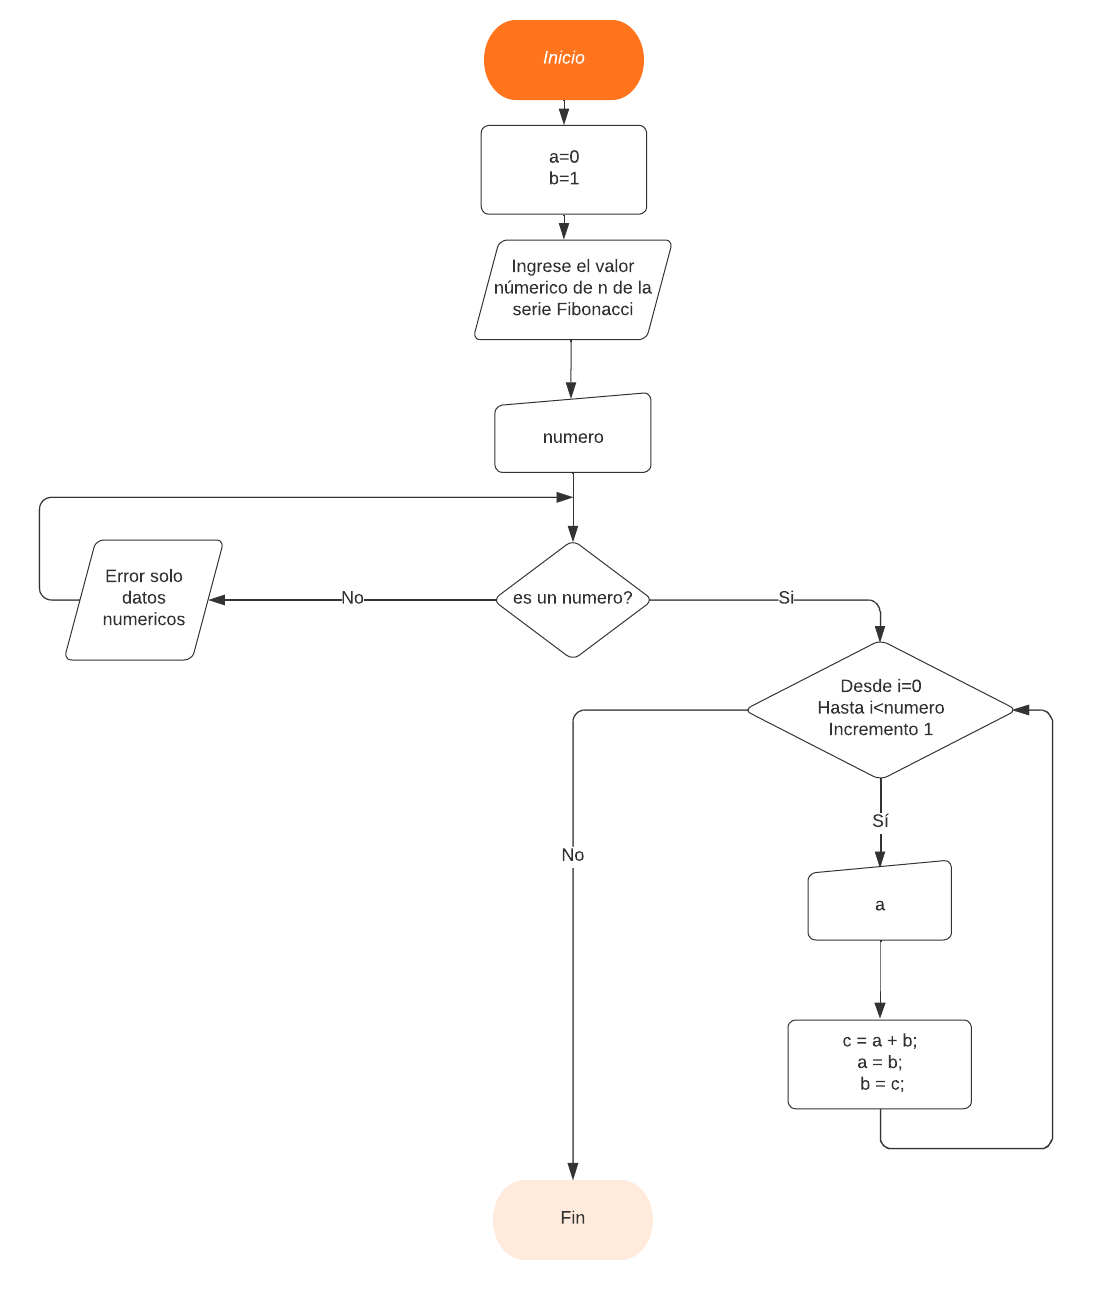 Inicio
a=0
b=1
Ingrese el valor
númerico de n de la
serie Fibonacci
numero
Error solo
datos
numericos
No
es un numero?
Si
Desde i=0
Hasta i<numero
Incremento 1
Sí
No
a
c = a + b;
a = b;
b = c;
Fin